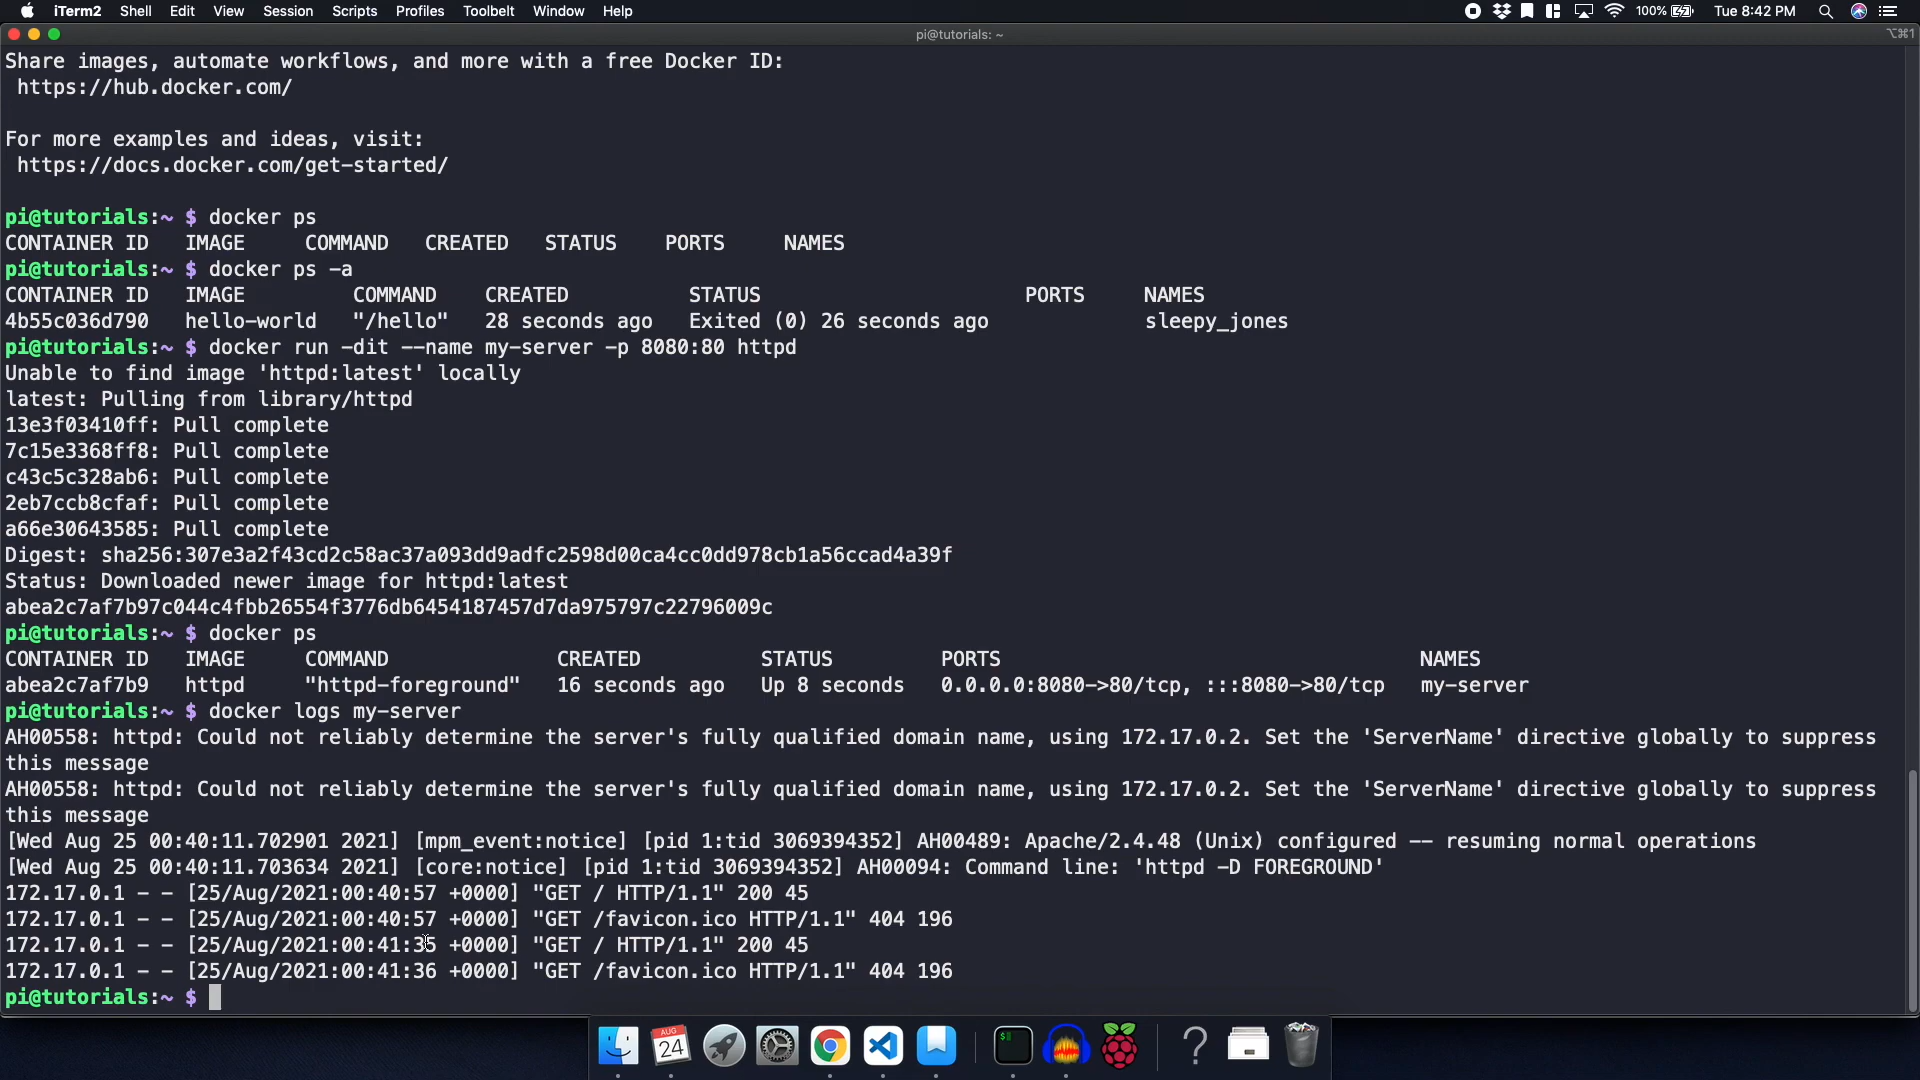 iTerm2 Shell Edit View Session Scripts Profiles Toolbelt Window Help 100% Tue 8:42 PM
pi@tutorials: ~ ⌥⌘1
Share images, automate workflows, and more with a free Docker ID:
https://hub.docker.com/
For more examples and ideas, visit:
https://docs.docker.com/get-started/
pi@tutorials:~ $ docker ps
CONTAINER ID IMAGE COMMAND CREATED STATUS PORTS NAMES
pi@tutorials:~ $ docker ps -a
CONTAINER ID IMAGE COMMAND CREATED STATUS PORTS NAMES
4b55c036d790 hello-world "/hello" 28 seconds ago Exited (0) 26 seconds ago sleepy_jones
pi@tutorials:~ $ docker run -dit --name my-server -p 8080:80 httpd
Unable to find image 'httpd:latest' locally
latest: Pulling from library/httpd
13e3f03410ff: Pull complete
7c15e3368ff8: Pull complete
c43c5c328ab6: Pull complete
2eb7ccb8cfaf: Pull complete
a66e30643585: Pull complete
Digest: sha256:307e3a2f43cd2c58ac37a093dd9adfc2598d00ca4cc0dd978cb1a56ccad4a39f
Status: Downloaded newer image for httpd:latest
abea2c7af7b97c044c4fbb26554f3776db6454187457d7da975797c22796009c
pi@tutorials:~ $ docker ps
CONTAINER ID IMAGE COMMAND CREATED STATUS PORTS NAMES
abea2c7af7b9 httpd "httpd-foreground" 16 seconds ago Up 8 seconds 0.0.0.0:8080->80/tcp, :::8080->80/tcp my-server
pi@tutorials:~ $ docker logs my-server
AH00558: httpd: Could not reliably determine the server's fully qualified domain name, using 172.17.0.2. Set the 'ServerName' directive globally to suppress
this message
AH00558: httpd: Could not reliably determine the server's fully qualified domain name, using 172.17.0.2. Set the 'ServerName' directive globally to suppress
this message
[Wed Aug 25 00:40:11.702901 2021] [mpm_event:notice] [pid 1:tid 3069394352] AH00489: Apache/2.4.48 (Unix) configured -- resuming normal operations
[Wed Aug 25 00:40:11.703634 2021] [core:notice] [pid 1:tid 3069394352] AH00094: Command line: 'httpd -D FOREGROUND'
172.17.0.1 - - [25/Aug/2021:00:40:57 +0000] "GET / HTTP/1.1" 200 45
172.17.0.1 - - [25/Aug/2021:00:40:57 +0000] "GET /favicon.ico HTTP/1.1" 404 196
172.17.0.1 - - [25/Aug/2021:00:41:35 +0000] "GET / HTTP/1.1" 200 45
172.17.0.1 - - [25/Aug/2021:00:41:36 +0000] "GET /favicon.ico HTTP/1.1" 404 196
pi@tutorials:~ $
AUG
24
$
?